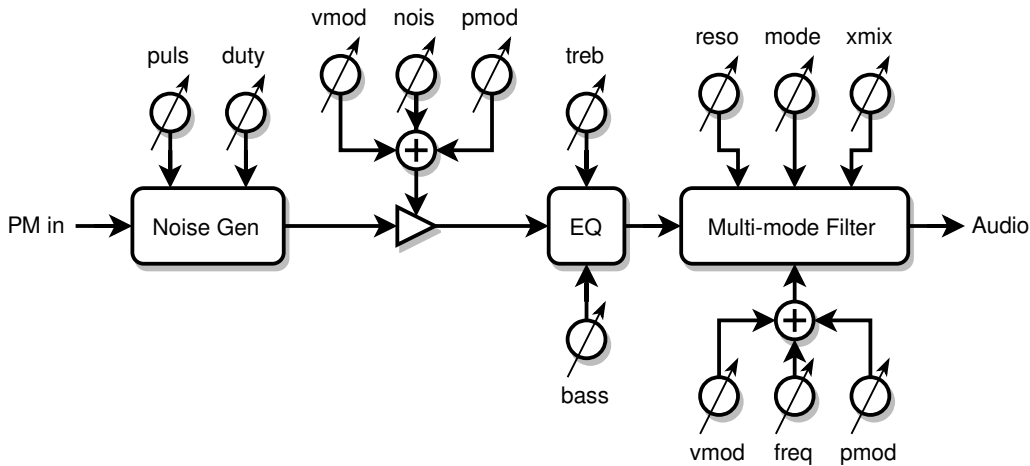 vmod nois pmod
reso mode xmix
puls duty
treb
PM in
Noise Gen
EQ
Multi-mode Filter
Audio
bass
vmod freq pmod